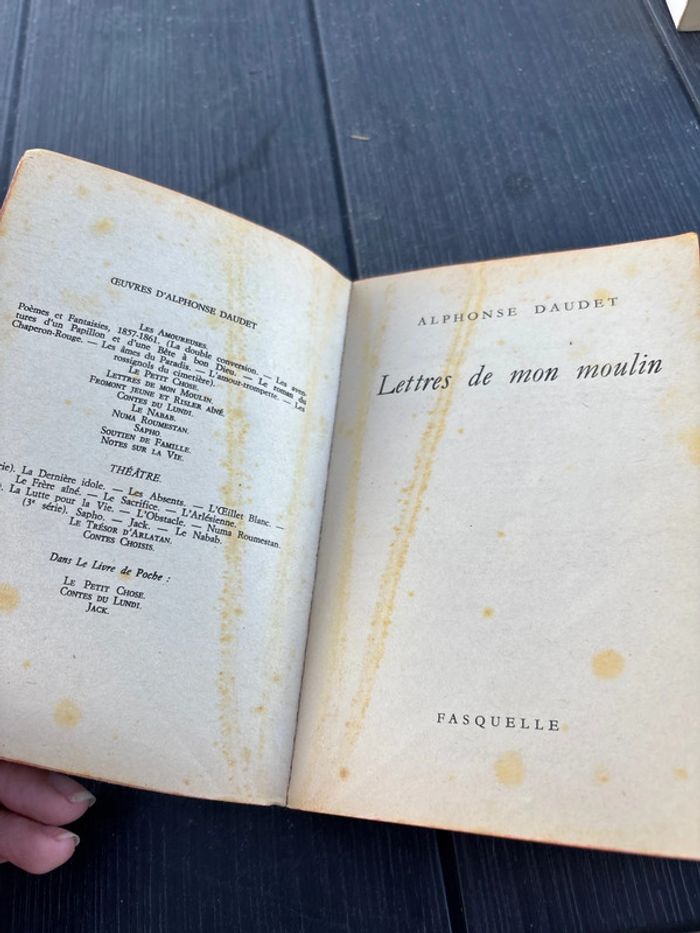 ŒUVRES D'ALPHONSE DAUDET
LES AMOUREUSES.
Poèmes et Fantaisies, 1857-1861. (La double conversion. — Les aven-
tures d'un Papillon et d'une Bête à bon Dieu. — Le roman du
Chaperon-Rouge. — Les âmes du Paradis. — L'amour-trompette. — Les
rossignols du cimetière).
LE PETIT CHOSE.
LETTRES DE MON MOULIN.
FROMONT JEUNE ET RISLER AÎNÉ.
CONTES DU LUNDI.
LE NABAB.
NUMA ROUMESTAN.
SAPHO.
SOUTIEN DE FAMILLE.
NOTES SUR LA VIE.
THÉÂTRE.
La Dernière idole. — Les Absents. — L'Œillet Blanc. —
Le Frère aîné. — Le Sacrifice. — L'Arlésienne.
La Lutte pour la Vie. — L'Obstacle. — Numa Roumestan.
(3e série). Sapho. — Jack. — Le Nabab.
LE TRÉSOR D'ARLATAN.
CONTES CHOISIS.
Dans Le Livre de Poche :
LE PETIT CHOSE.
CONTES DU LUNDI.
JACK.
ALPHONSE DAUDET
Lettres de mon moulin
FASQUELLE